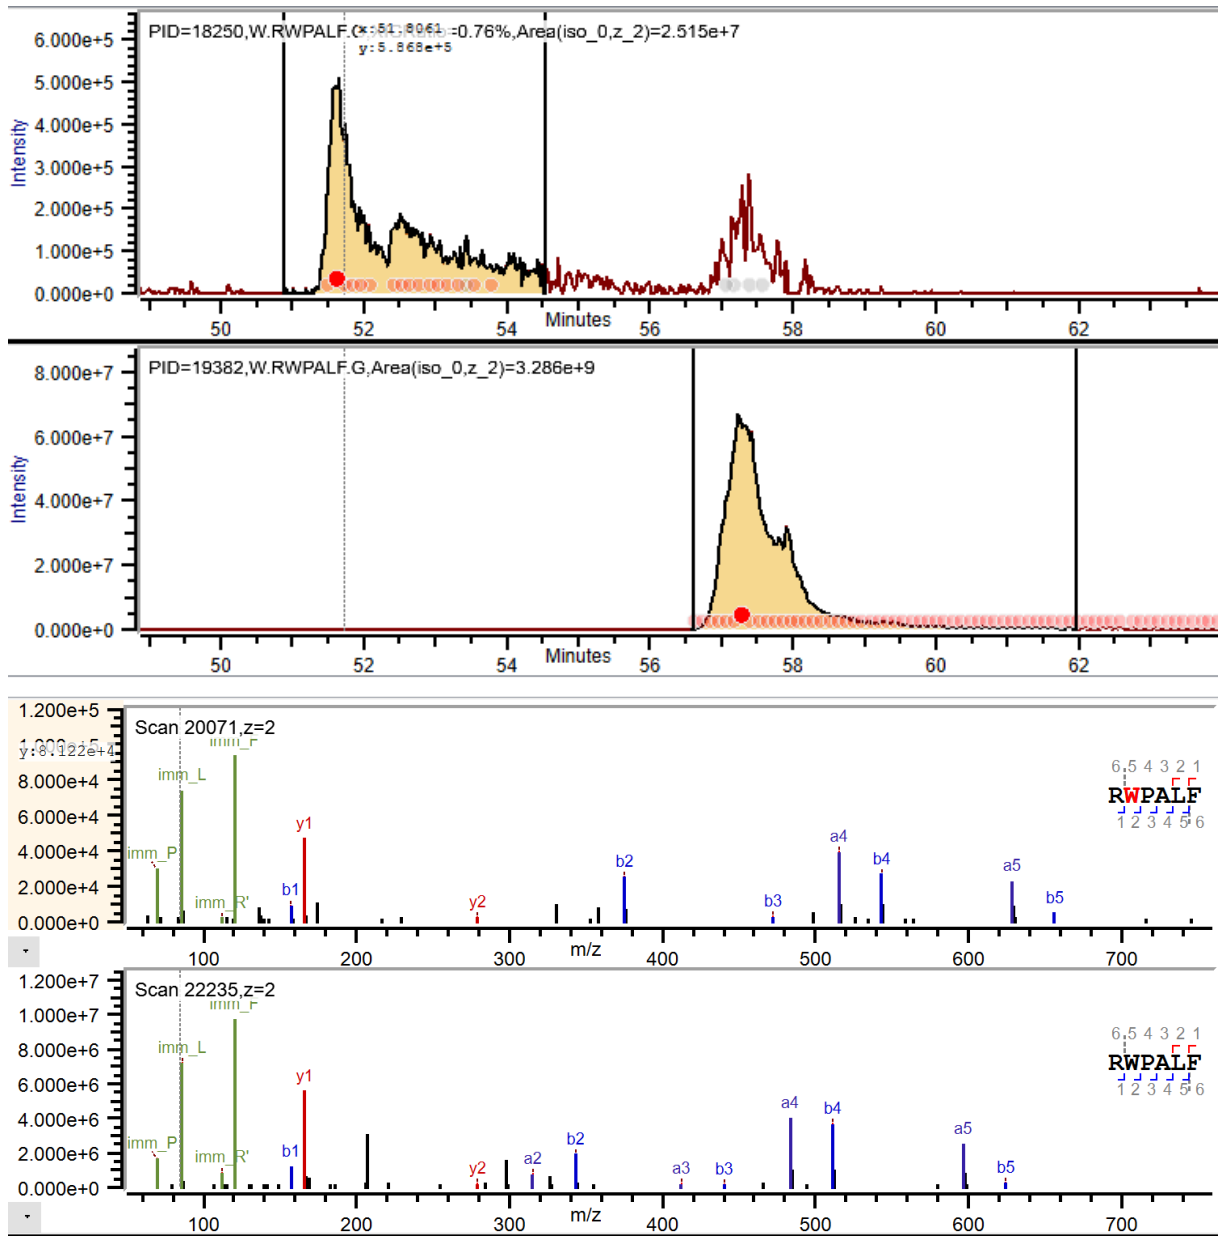 PID=18250,W.RWPALF.G =0.76%,Area(iso_0,z_2)=2.515e+7
x:51.8061
y:5.868e+5
6.000e+5
5.000e+5
4.000e+5
3.000e+5
2.000e+5
1.000e+5
0.000e+0
Intensity
50 52 54 56 58 60 62
Minutes
PID=19382,W.RWPALF.G,Area(iso_0,z_2)=3.286e+9
8.000e+7
6.000e+7
4.000e+7
2.000e+7
0.000e+0
Intensity
50 52 54 56 58 60 62
Minutes
Scan 20071,z=2
1.200e+5
1.000e+5
y:8.122e+4
8.000e+4
6.000e+4
4.000e+4
2.000e+4
0.000e+0
imm_P
imm_L
imm_R'
imm_F
b1
y1
y2
b2
b3
a4
b4
a5
b5
6 5 4 3 2 1
RWPALF
1 2 3 4 5 6
100 200 300 400 500 600 700
m/z
Scan 22235,z=2
1.200e+7
1.000e+7
8.000e+6
6.000e+6
4.000e+6
2.000e+6
0.000e+0
imm_P
imm_L
imm_R'
imm_F
b1
y1
y2
a2
b2
a3
b3
a4
b4
a5
b5
6 5 4 3 2 1
RWPALF
1 2 3 4 5 6
100 200 300 400 500 600 700
m/z